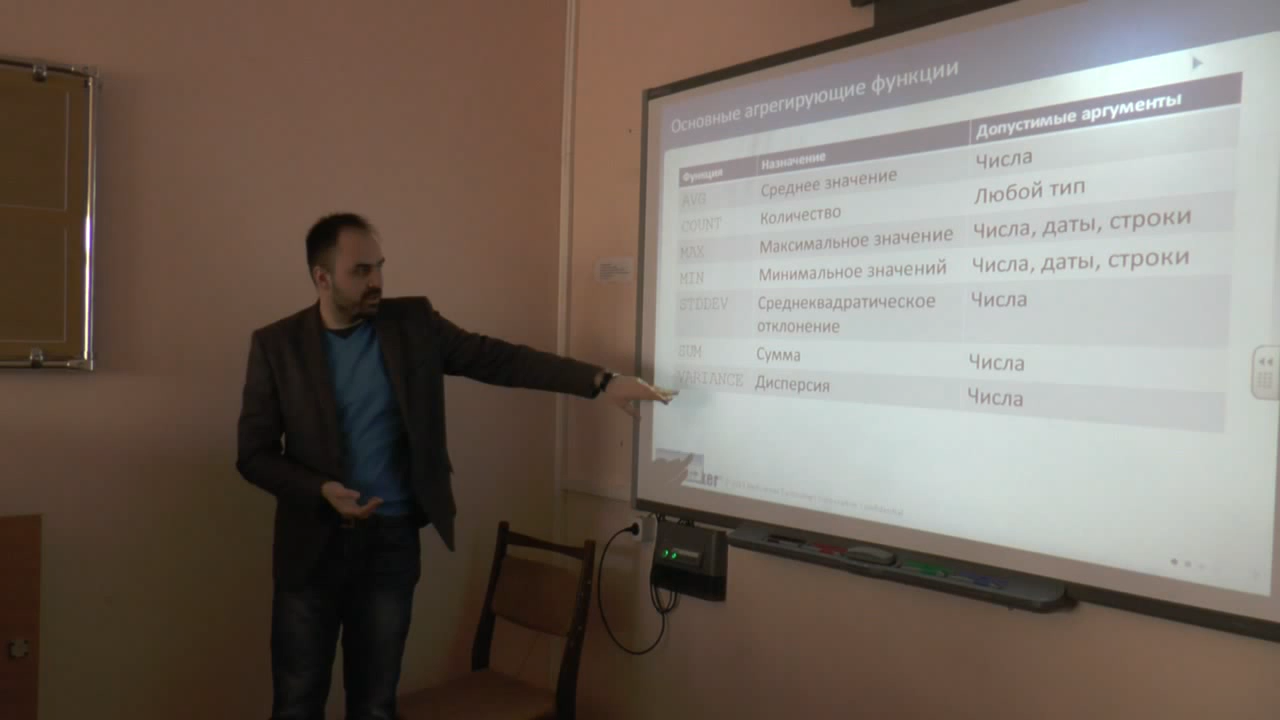 Основные агрегирующие функции
Функция Назначение Допустимые аргументы
AVG Среднее значение Числа
COUNT Количество Любой тип
MAX Максимальное значение Числа, даты, строки
MIN Минимальное значений Числа, даты, строки
STDDEV Среднеквадратическое Числа
отклонение
SUM Сумма Числа
VARIANCE Дисперсия Числа